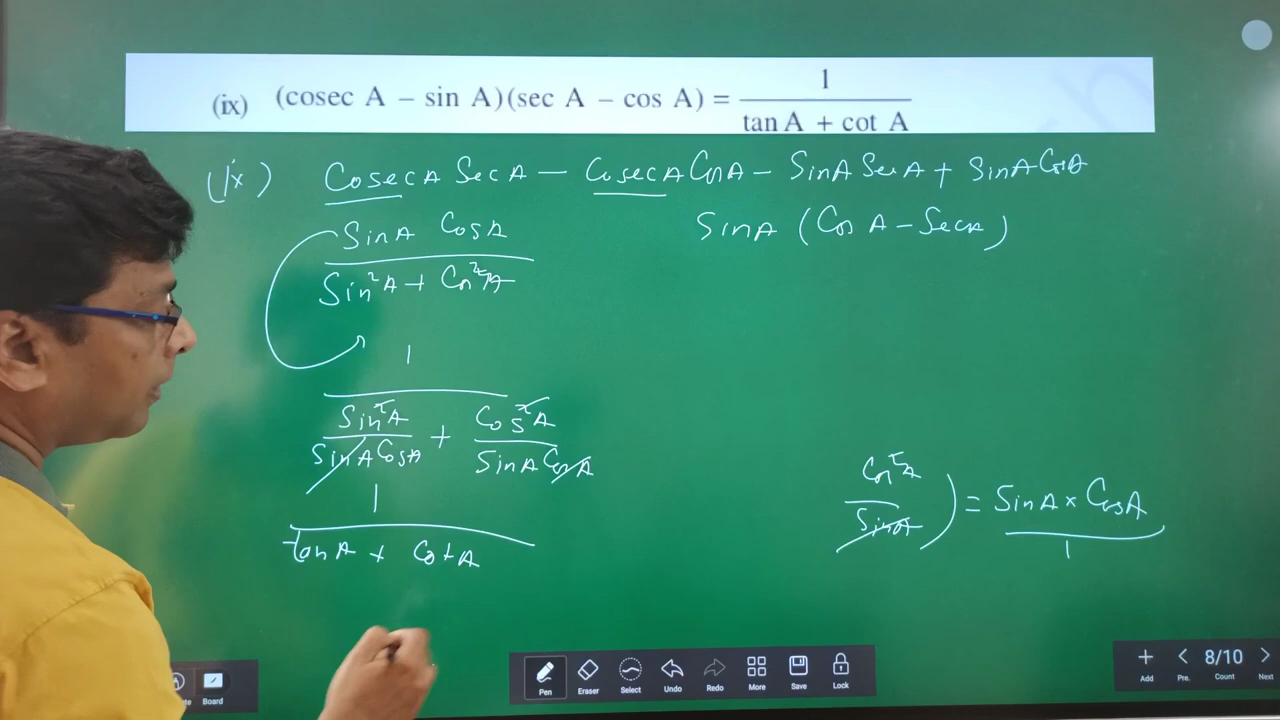 (ix) (cosec A – sin A)(sec A – cos A) = 1 / (tan A + cot A)
(ix) CosecA SecA – CosecA CosA – SinA SecA + SinA CosA
SinA CosA
SinA (CosA – SecA)
Sin²A + Cos²A
1
Sin²A + Cos²A
SinA CosA SinA CosA
Cos²A
SinA ) = SinA × CosA
1
1
tanA + CotA
Board
Pen Eraser Select Undo Redo More Save Lock
Add Pre. 8/10 Count Next